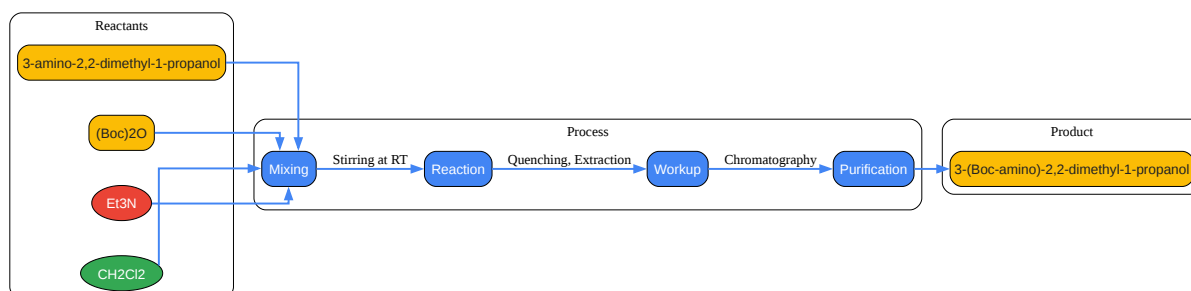 Reactants
3-amino-2,2-dimethyl-1-propanol
(Boc)2O
Et3N
CH2Cl2
Process
Mixing
Stirring at RT
Reaction
Quenching, Extraction
Workup
Chromatography
Purification
Product
3-(Boc-amino)-2,2-dimethyl-1-propanol